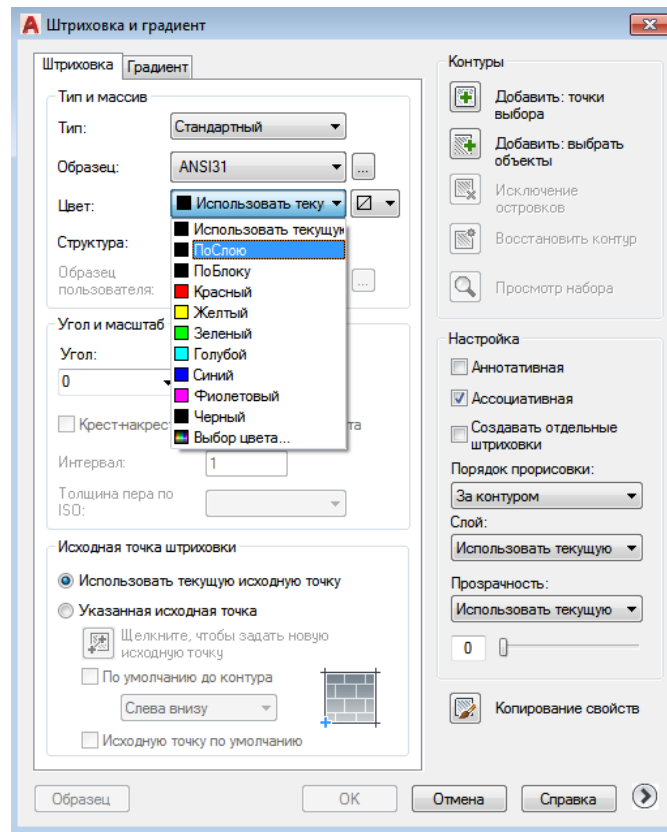 Штриховка и градиент
Штриховка
Градиент
Тип и массив
Тип:
Стандартный
Образец:
ANSI31
...
Цвет:
Использовать теку
Использовать текущую
ПоСлою
ПоБлоку
Красный
Желтый
Зеленый
Голубой
Синий
Фиолетовый
Черный
Выбор цвета...
Структура:
Образец
пользователя:
...
Угол и масштаб
Угол:
0
Крест-накрест
Интервал:
1
Толщина пера по
ISO:
Исходная точка штриховки
Использовать текущую исходную точку
Указанная исходная точка
Щелкните, чтобы задать новую
исходную точку
По умолчанию до контура
Слева внизу
Исходную точку по умолчанию
Контуры
Добавить: точки
выбора
Добавить: выбрать
объекты
Исключение
островков
Восстановить контур
Просмотр набора
Настройка
Аннотативная
Ассоциативная
Создавать отдельные
штриховки
Порядок прорисовки:
За контуром
Слой:
Использовать текущую
Прозрачность:
Использовать текущую
0
Копирование свойств
Образец
OK
Отмена
Справка